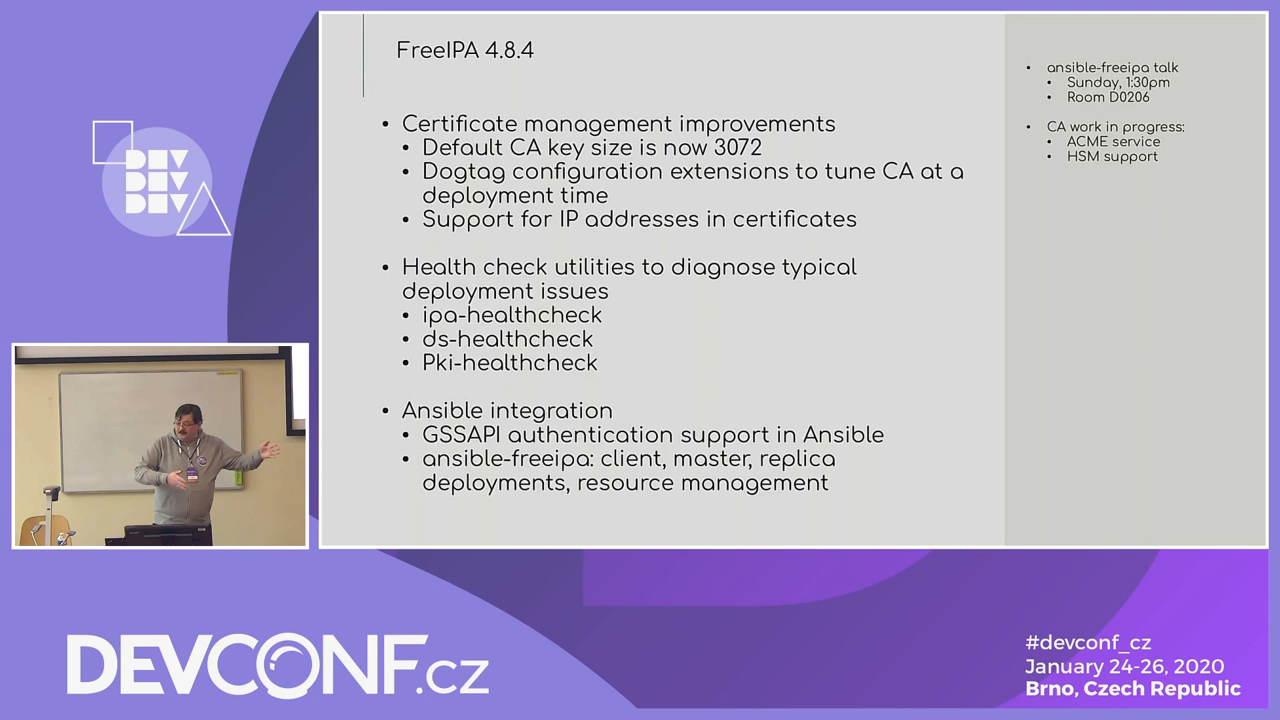 FreeIPA 4.8.4
• Certificate management improvements
• Default CA key size is now 3072
• Dogtag configuration extensions to tune CA at a
deployment time
• Support for IP addresses in certificates
• Health check utilities to diagnose typical
deployment issues
• ipa-healthcheck
• ds-healthcheck
• Pki-healthcheck
• Ansible integration
• GSSAPI authentication support in Ansible
• ansible-freeipa: client, master, replica
deployments, resource management
• ansible-freeipa talk
• Sunday, 1:30pm
• Room D0206
• CA work in progress:
• ACME service
• HSM support
DEV
DEV
DEV
DEVCONF.cz
#devconf_cz
January 24-26, 2020
Brno, Czech Republic